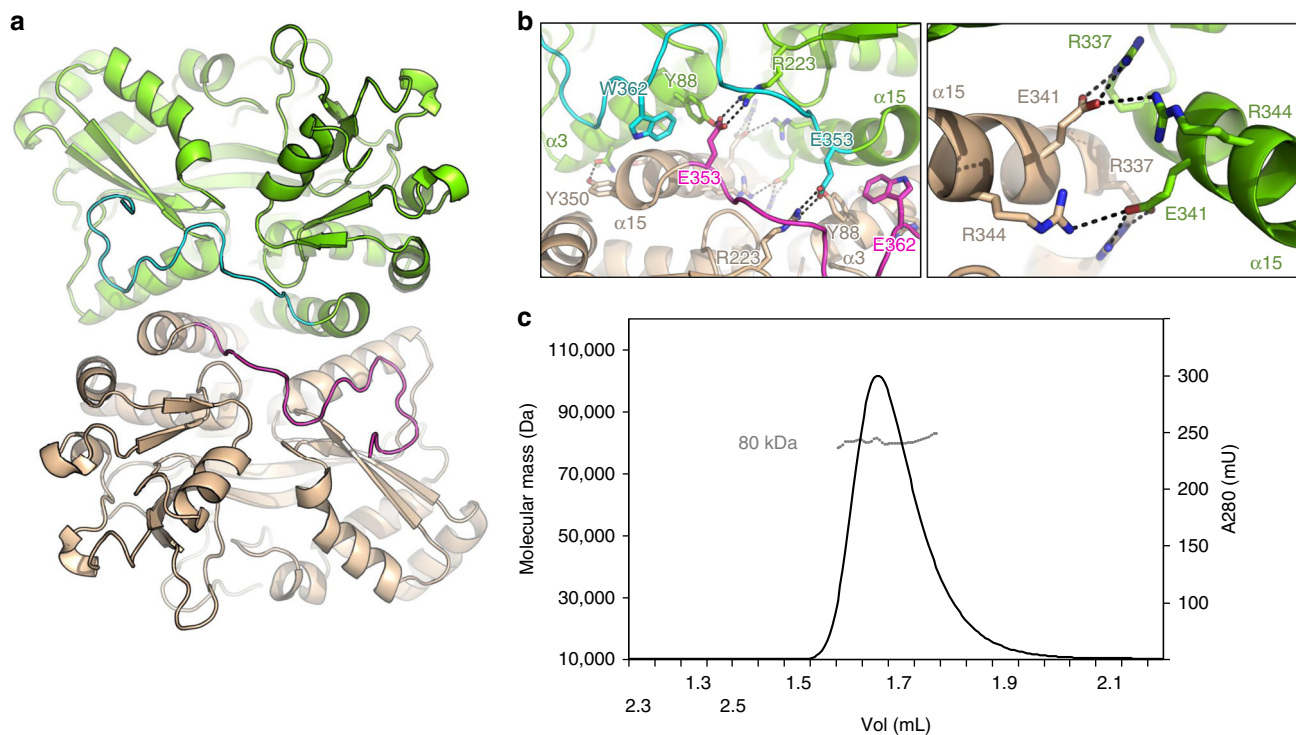 a
b
R223
Y88
W362
α15
E353
α3
E353
Y350
α15
Y88
R223
α3
E362
R337
α15
E341
R344
R337
E341
R344
α15
c
110,000
90,000
70,000
50,000
30,000
10,000
Molecular mass (Da)
80 kDa
300
250
200
150
100
A280 (mU)
1.3 1.5 1.7 1.9 2.1
2.3 2.5
Vol (mL)